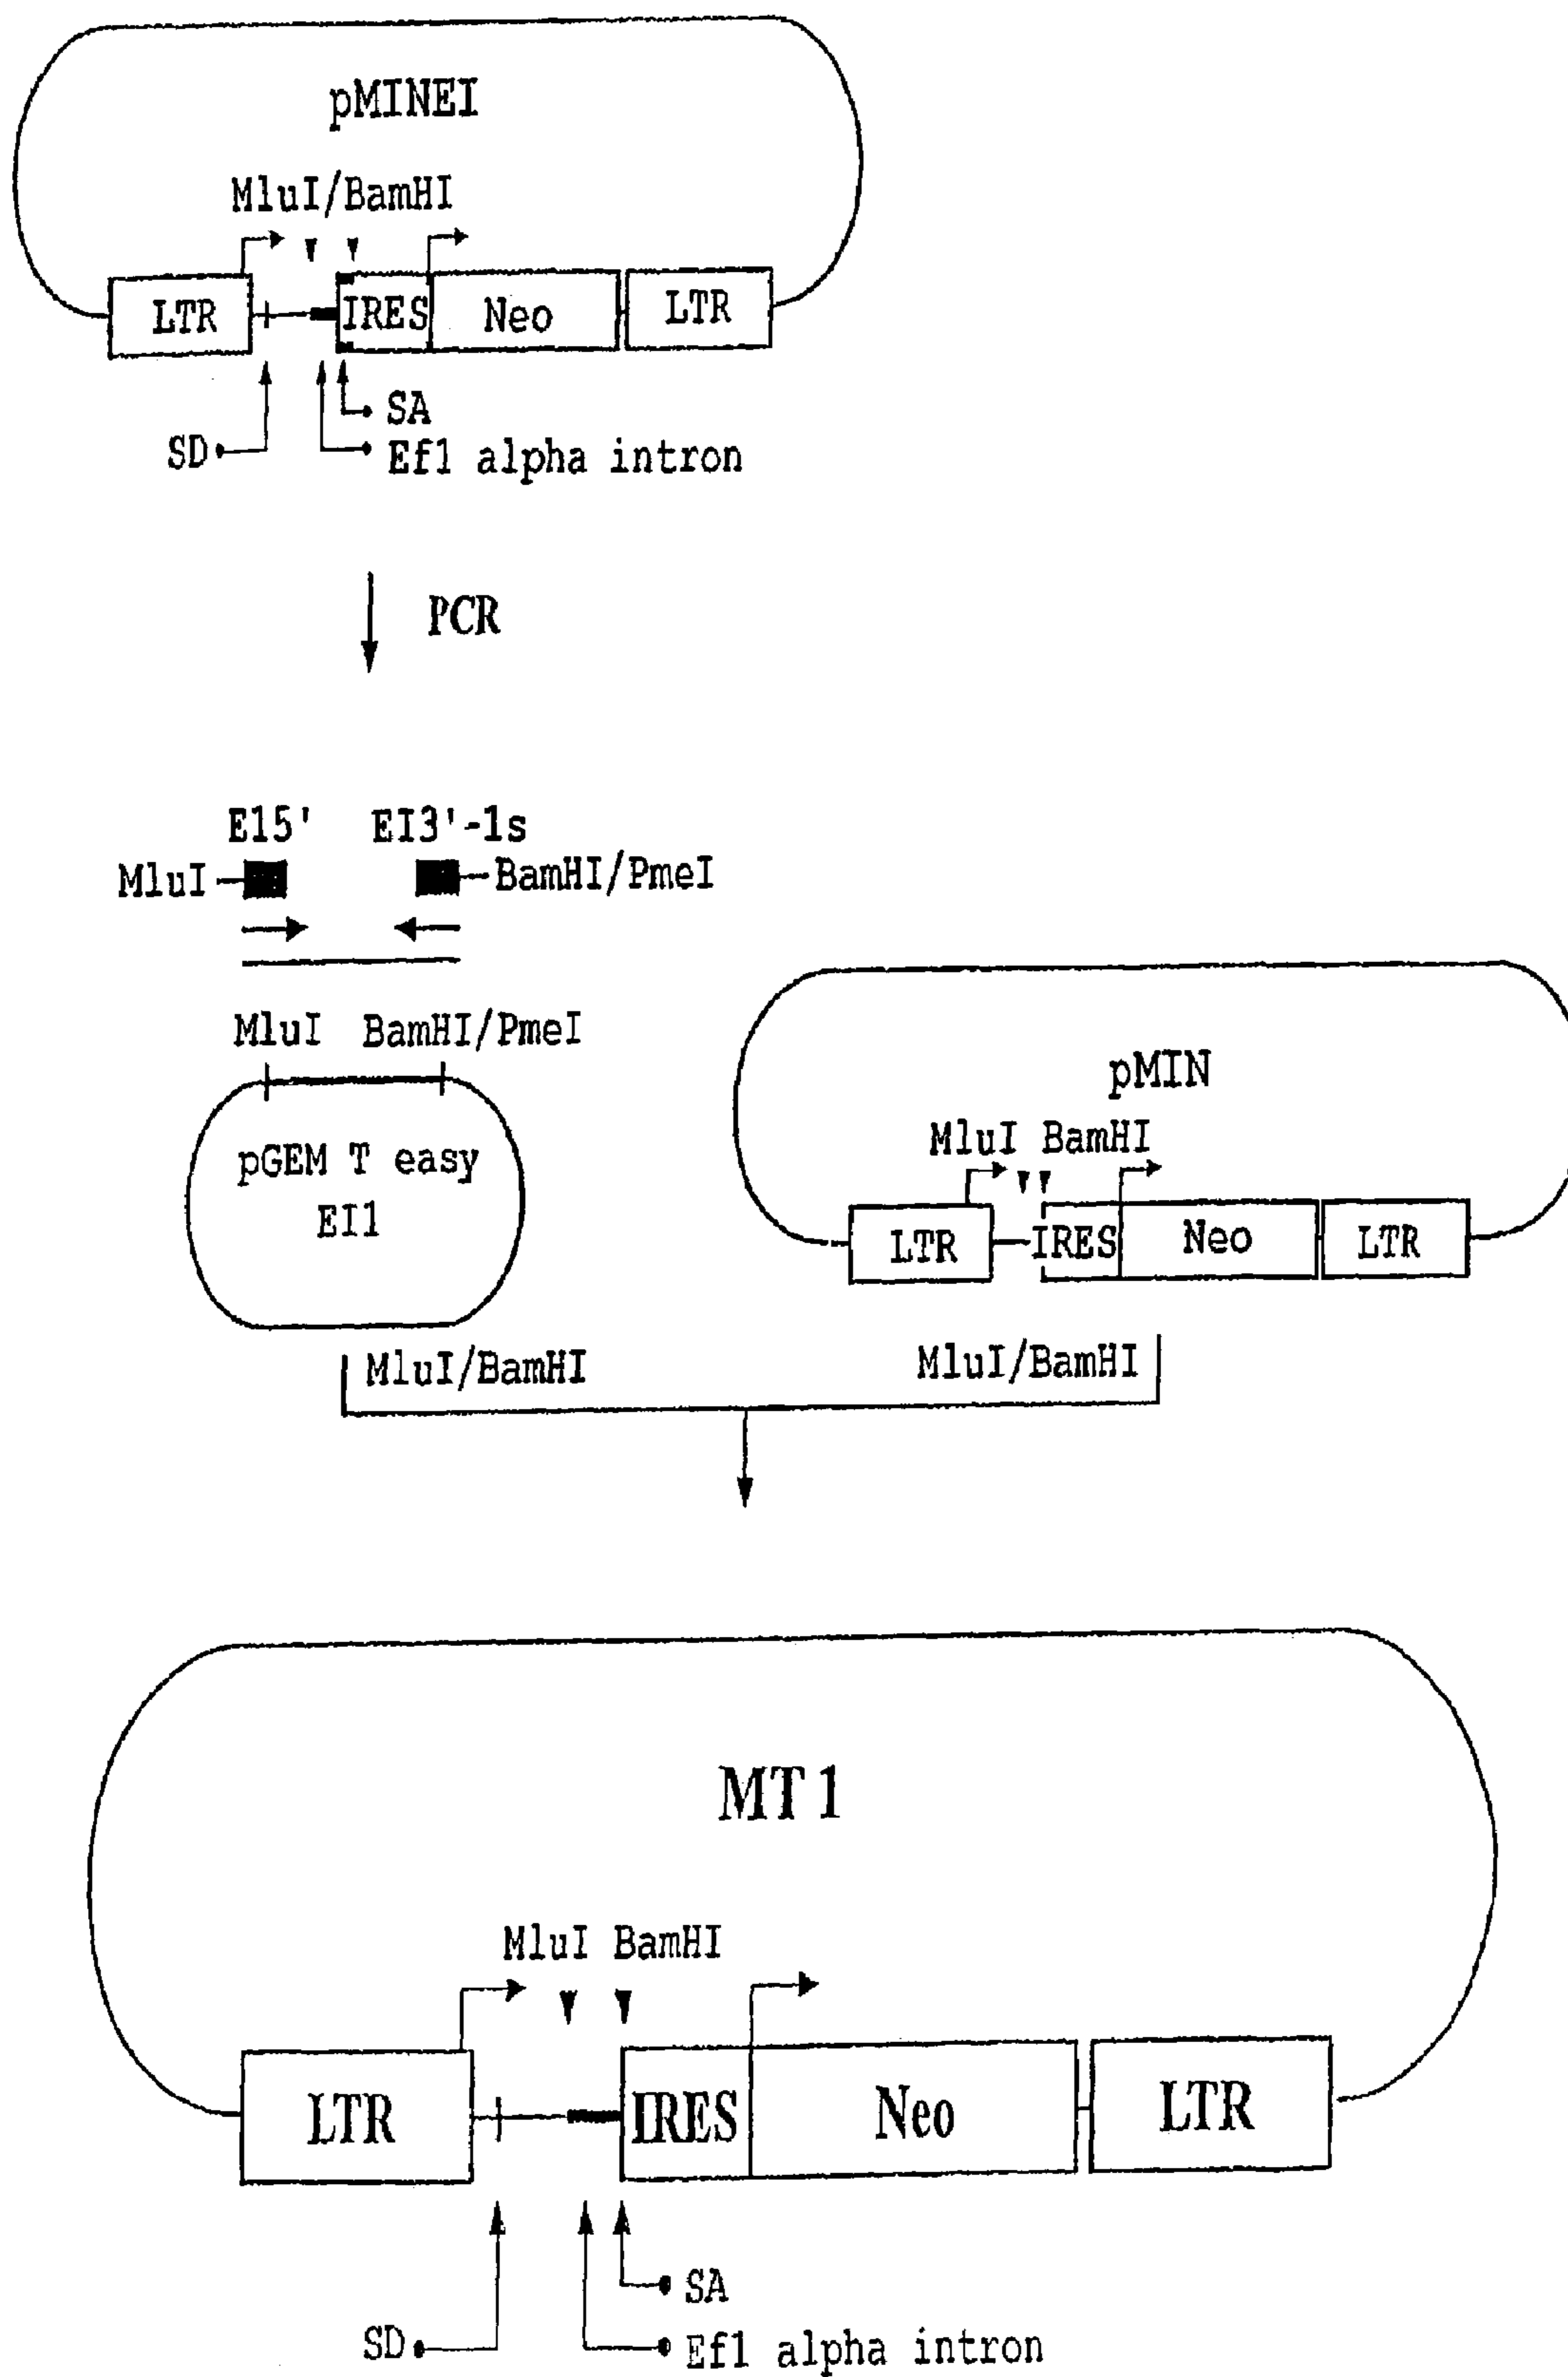 pMINEI
MluI/BamHI
LTR
IRES
Neo
LTR
SA
SD
Ef1 alpha intron
PCR
E15' EI3'-1s
MluI
BamHI/PmeI
MluI BamHI/PmeI
pGEM T easy
EI1
pMIN
MluI BamHI
LTR
IRES
Neo
LTR
MluI/BamHI
MluI/BamHI
MT 1
MluI BamHI
LTR
IRES
Neo
LTR
SA
SD
Ef1 alpha intron